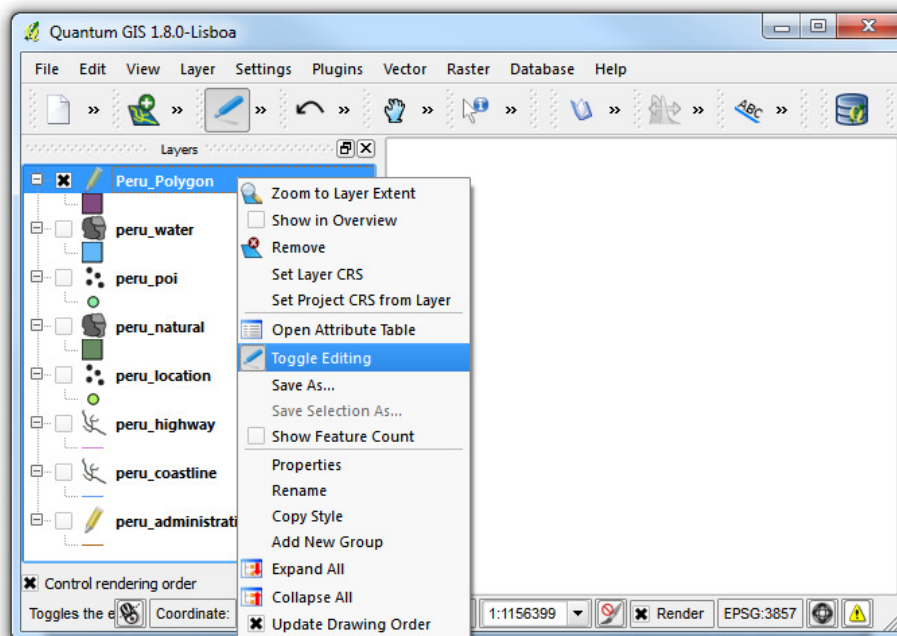 Quantum GIS 1.8.0-Lisboa
File Edit View Layer Settings Plugins Vector Raster Database Help
» » » » » » » » » ABC »
Layers
Peru_Polygon
peru_water
peru_poi
peru_natural
peru_location
peru_highway
peru_coastline
peru_administrati
Zoom to Layer Extent
Show in Overview
Remove
Set Layer CRS
Set Project CRS from Layer
Open Attribute Table
Toggle Editing
Save As...
Save Selection As...
Show Feature Count
Properties
Rename
Copy Style
Add New Group
Expand All
Collapse All
Update Drawing Order
Control rendering order
Toggles the e Coordinate: 1:1156399 Render EPSG:3857